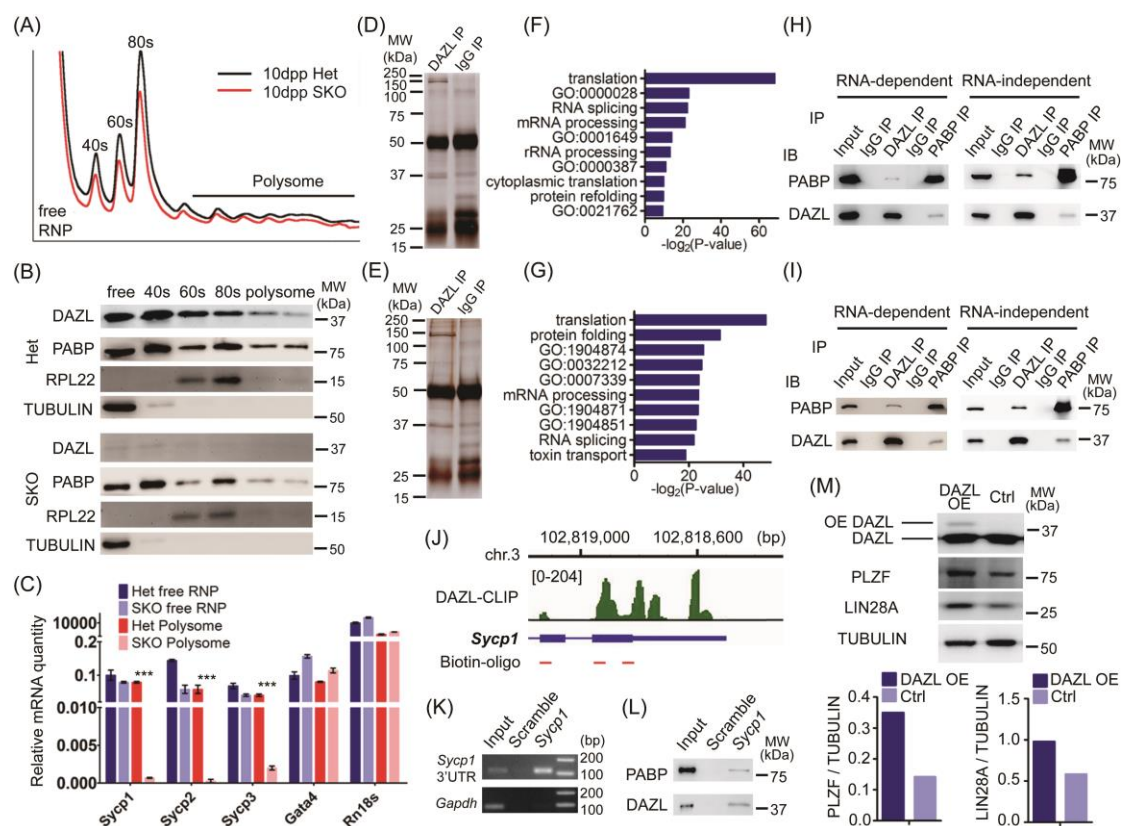 (A)
80s
10dpp Het
10dpp SKO
60s
40s
Polysome
free
RNP
(B)
free 40s 60s 80s polysome
MW
(kDa)
Het
DAZL
37
PABP
75
RPL22
15
TUBULIN
50
SKO
DAZL
37
PABP
75
RPL22
15
TUBULIN
50
(C)
Het free RNP
SKO free RNP
Het Polysome
SKO Polysome
Relative mRNA quantity
10000
0.2
0.1
0.010
0.005
0.000
***
***
***
Sycp1
Sycp2
Sycp3
Gata4
Rn18s
(D)
MW
(kDa)
DAZL IP
IgG IP
250
150
100
75
50
37
25
15
(E)
MW
(kDa)
DAZL IP
IgG IP
250
150
100
75
50
37
25
15
(F)
translation
GO:0000028
RNA splicing
mRNA processing
GO:0001649
rRNA processing
GO:0000387
cytoplasmic translation
protein refolding
GO:0021762
0 20 40 60
-log2(P-value)
(G)
translation
protein folding
GO:1904874
GO:0032212
GO:0007339
mRNA processing
GO:1904871
GO:1904851
RNA splicing
toxin transport
0 20 40
-log2(P-value)
(H)
RNA-dependent RNA-independent
IP
Input
IgG IP
DAZL IP
IgG IP
PABP IP
Input
IgG IP
DAZL IP
IgG IP
PABP IP
MW
(kDa)
IB
PABP
75
DAZL
37
(I)
RNA-dependent RNA-independent
IP
Input
IgG IP
DAZL IP
IgG IP
PABP IP
Input
IgG IP
DAZL IP
IgG IP
PABP IP
MW
(kDa)
IB
PABP
75
DAZL
37
(J)
102,819,000 102,818,600 (bp)
chr.3
[0-204]
DAZL-CLIP
Sycp1
Biotin-oligo
(K)
Input
Scramble
Sycp1
(bp)
Sycp1
3'UTR
200
100
Gapdh
200
100
(L)
Input
Scramble
Sycp1
MW
(kDa)
PABP
75
DAZL
37
(M)
DAZL
OE
Ctrl
MW
(kDa)
OE DAZL
DAZL
37
PLZF
75
LIN28A
25
TUBULIN
50
DAZL OE
Ctrl
PLZF / TUBULIN
0.4
0.3
0.2
0.1
0.0
DAZL OE
Ctrl
LIN28A / TUBULIN
1.5
1.0
0.5
0.0